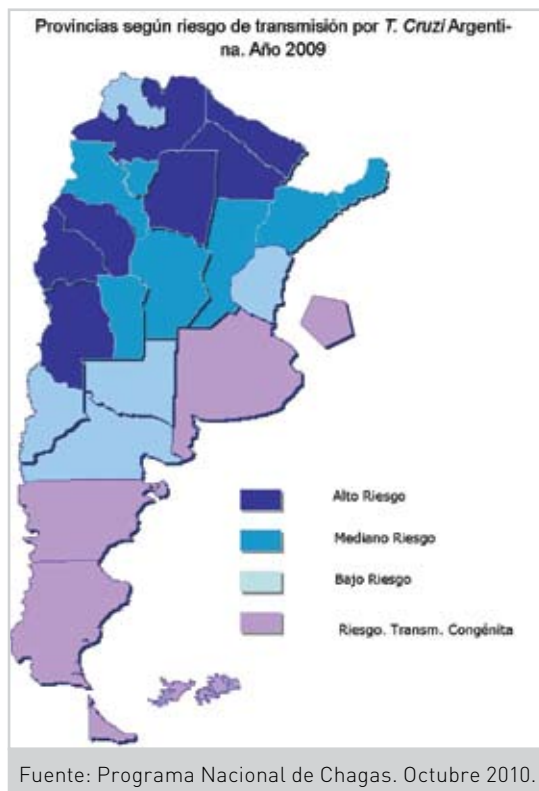 Provincias según riesgo de transmisión por T. Cruzi Argenti-
na. Año 2009
Alto Riesgo
Mediano Riesgo
Bajo Riesgo
Riesgo. Transm. Congénita
Fuente: Programa Nacional de Chagas. Octubre 2010.